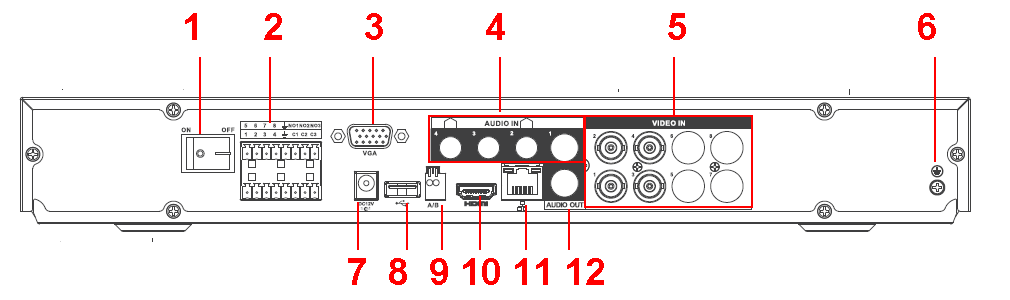 1 2 3 4 5 6
5 6 7 8 NO1 NO2 NO3
1 2 3 4 C1 C2 C3
ON OFF
VGA
AUDIO IN
4 3 2 1
VIDEO IN
2 4 6 8
1 3 5 7
DC12V
A/B
HDMI
AUDIO OUT
7 8 9 10 11 12